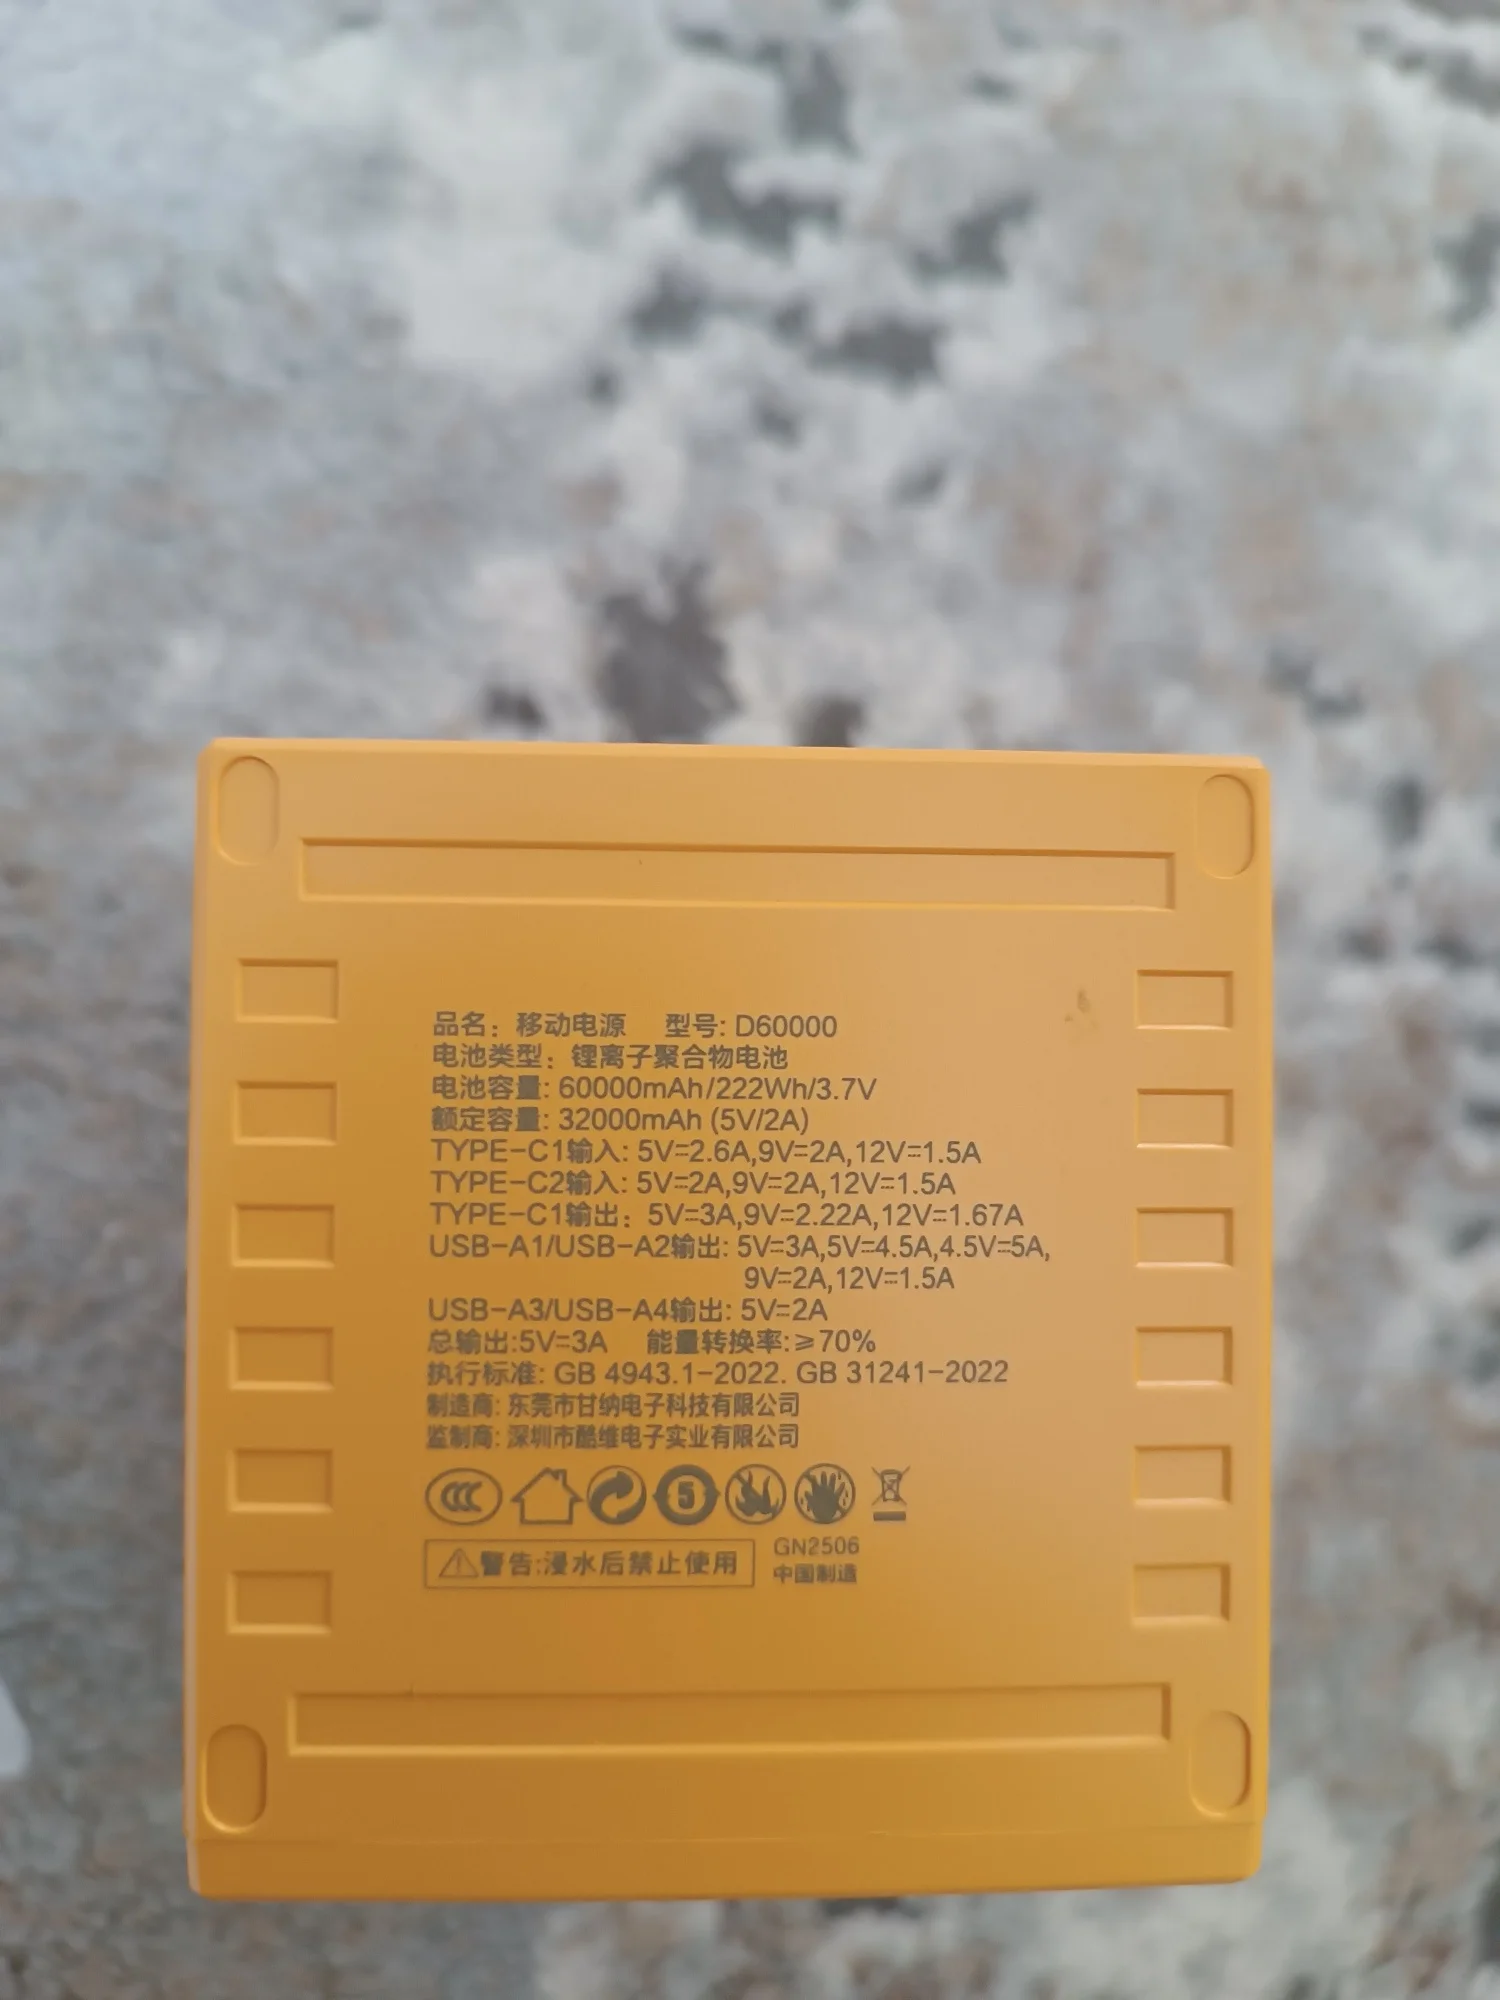 品名：移动电源 型号: D60000
电池类型：锂离子聚合物电池
电池容量: 60000mAh/222Wh/3.7V
额定容量: 32000mAh (5V/2A)
TYPE-C1输入: 5V⎓2.6A,9V⎓2A,12V⎓1.5A
TYPE-C2输入: 5V⎓2A,9V⎓2A,12V⎓1.5A
TYPE-C1输出：5V⎓3A,9V⎓2.22A,12V⎓1.67A
USB-A1/USB-A2输出: 5V⎓3A,5V⎓4.5A,4.5V⎓5A,
9V⎓2A,12V⎓1.5A
USB-A3/USB-A4输出: 5V⎓2A
总输出:5V⎓3A 能量转换率:≥70%
执行标准: GB 4943.1-2022. GB 31241-2022
制造商: 东莞市甘纳电子科技有限公司
监制商: 深圳市酷维电子实业有限公司
CCC 5
警告:浸水后禁止使用
GN2506
中国制造